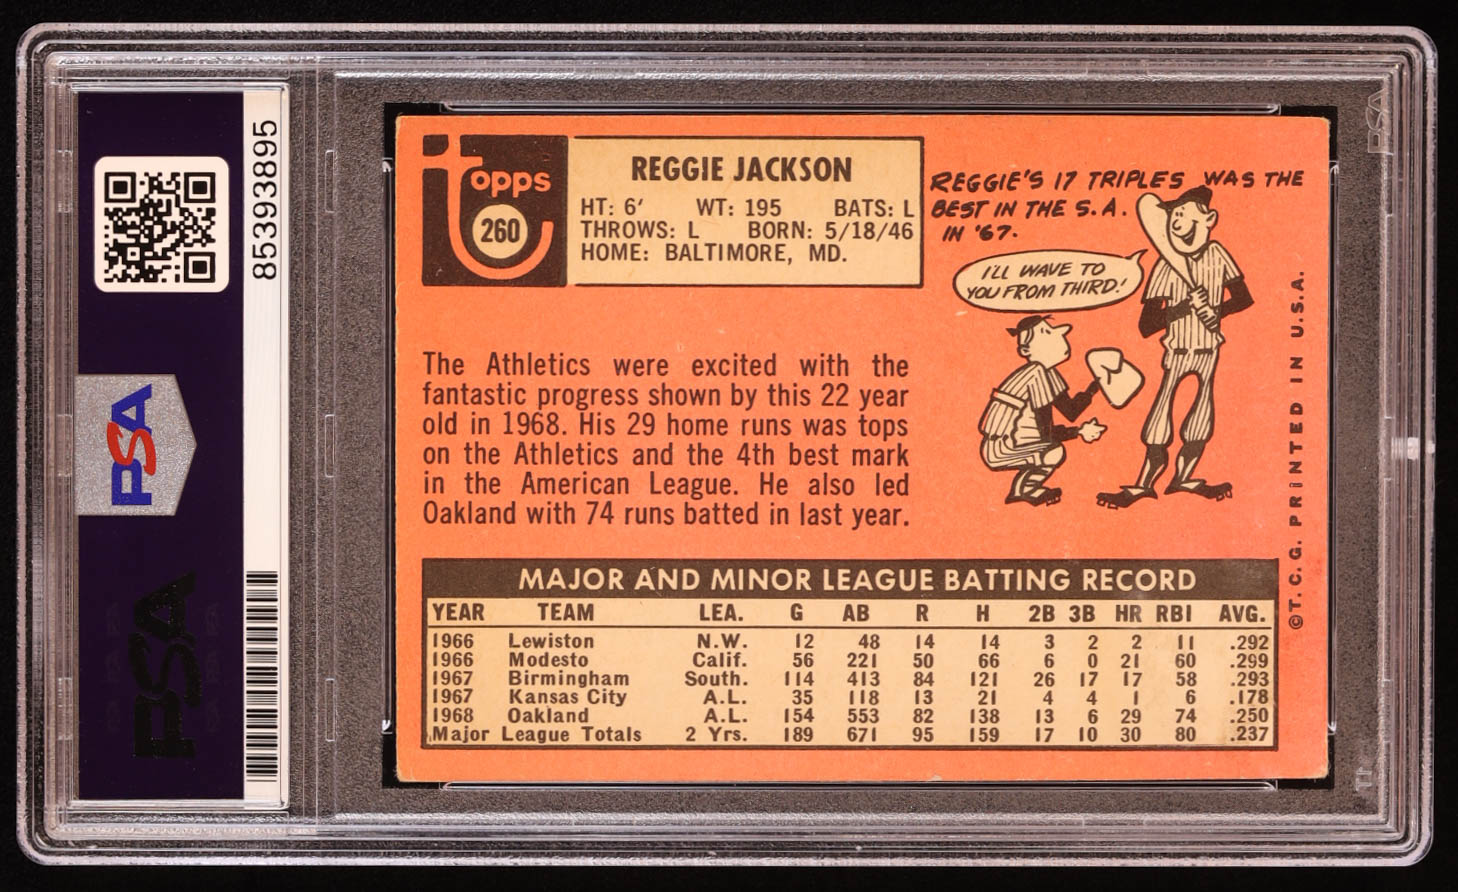 85393895
PSA
PSA
topps
260
REGGIE JACKSON
HT: 6' WT: 195 BATS: L
THROWS: L BORN: 5/18/46
HOME: BALTIMORE, MD.
REGGIE'S 17 TRIPLES WAS THE
BEST IN THE S.A.
IN '67.
I'LL WAVE TO
YOU FROM THIRD!
The Athletics were excited with the
fantastic progress shown by this 22 year
old in 1968. His 29 home runs was tops
on the Athletics and the 4th best mark
in the American League. He also led
Oakland with 74 runs batted in last year.
MAJOR AND MINOR LEAGUE BATTING RECORD
YEAR TEAM LEA. G AB R H 2B 3B HR RBI AVG.
1966 Lewiston N.W. 12 48 14 14 3 2 2 11 .292
1966 Modesto Calif. 56 221 50 66 6 0 21 60 .299
1967 Birmingham South. 114 413 84 121 26 17 17 58 .293
1967 Kansas City A.L. 35 118 13 21 4 4 1 6 .178
1968 Oakland A.L. 154 553 82 138 13 6 29 74 .250
Major League Totals 2 Yrs. 189 671 95 159 17 10 30 80 .237
©T.C.G. PRINTED IN U.S.A.
PSA